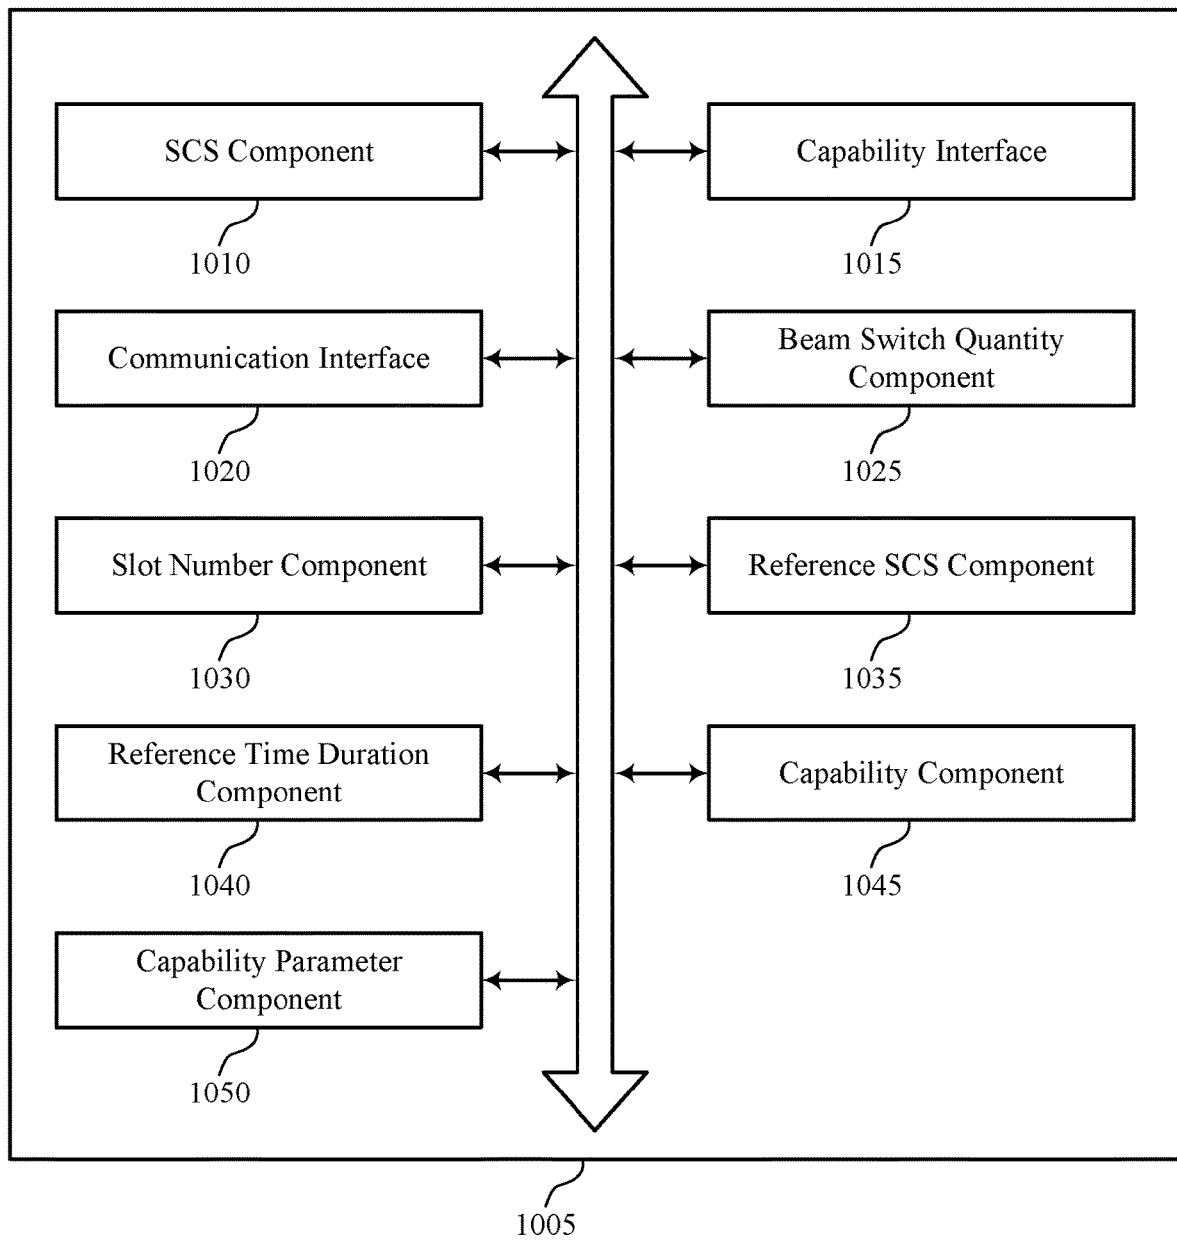 SCS Component
1010
Capability Interface
1015
Communication Interface
1020
Beam Switch Quantity
Component
1025
Slot Number Component
1030
Reference SCS Component
1035
Reference Time Duration
Component
1040
Capability Component
1045
Capability Parameter
Component
1050
1005